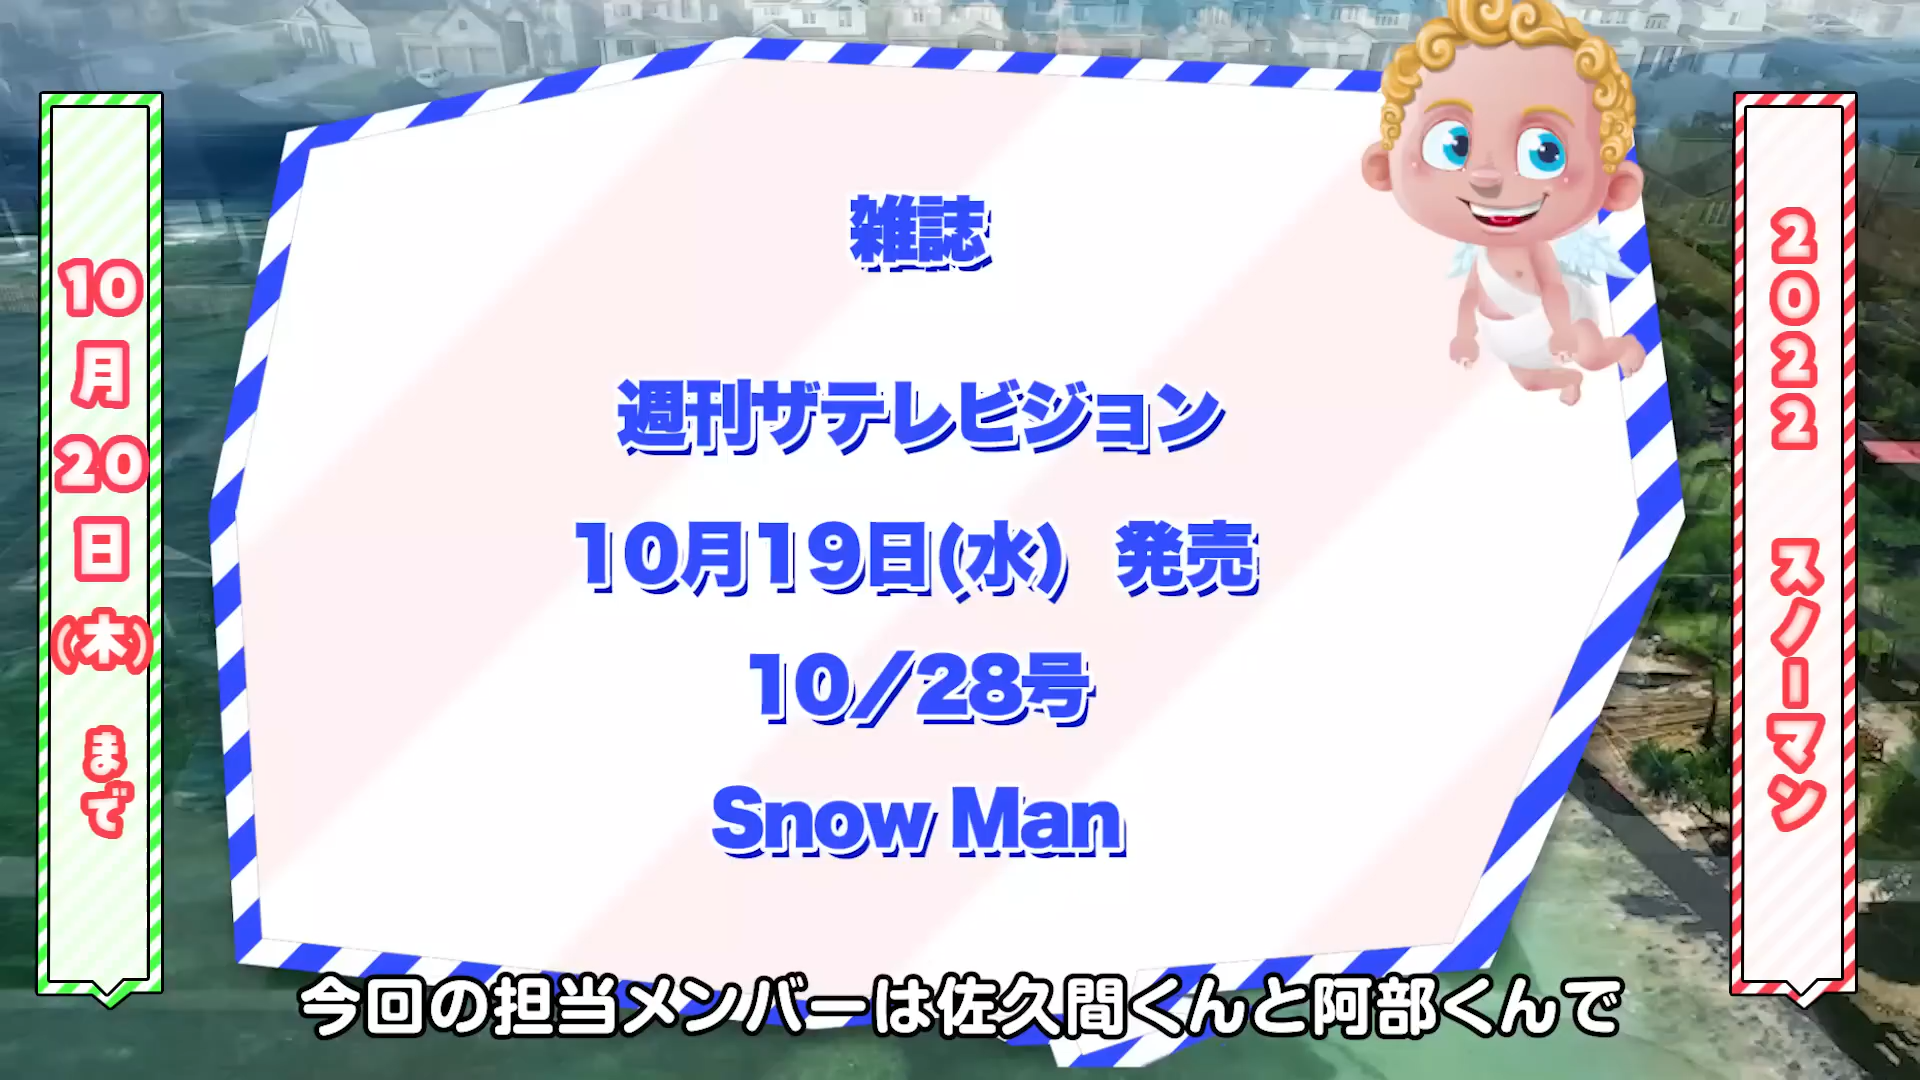 雑誌
週刊ザテレビジョン
10月19日(水) 発売
10／28号
Snow Man
10月20日(木) まで
2022 スノーマン
今回の担当メンバーは佐久間くんと阿部くんで